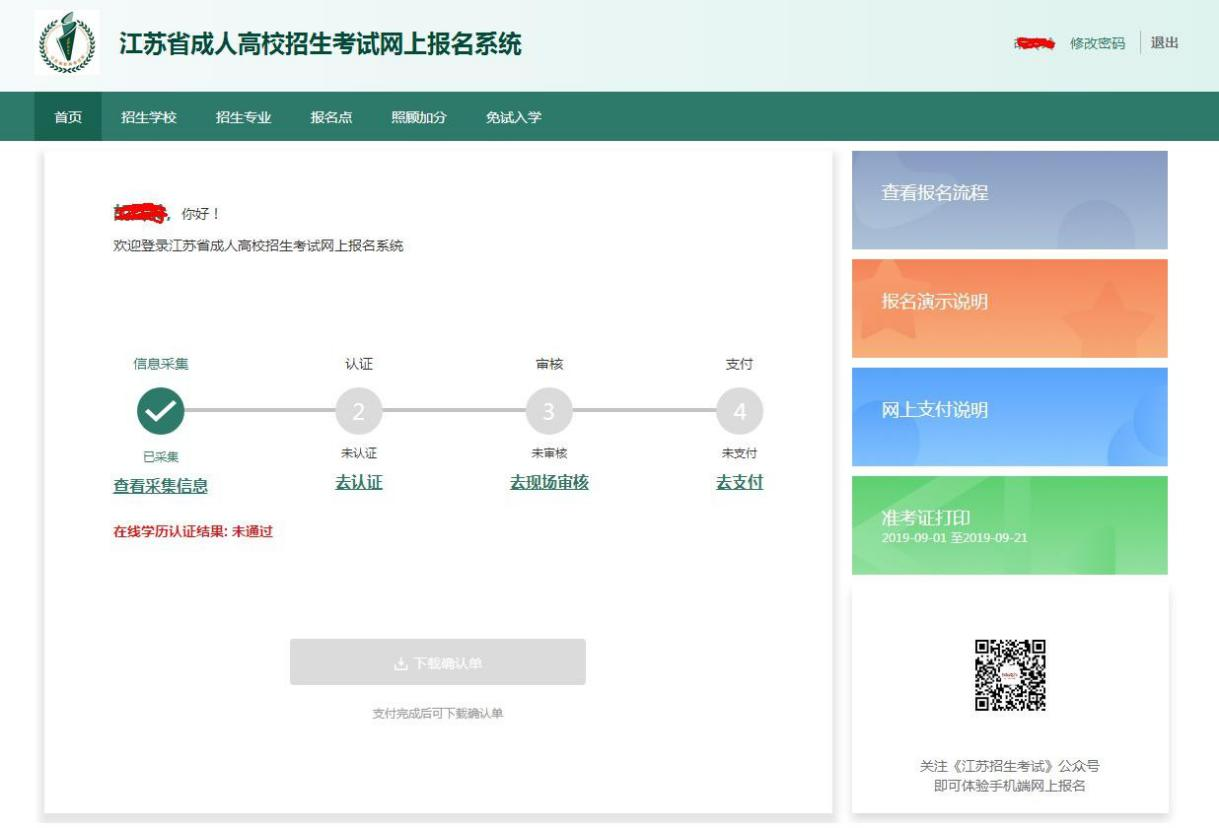 江苏省成人高校招生考试网上报名系统
修改密码 退出
首页 招生学校 招生专业 报名点 照顾加分 免试入学
，你好！
欢迎登录江苏省成人高校招生考试网上报名系统
信息采集 认证 审核 支付
2 3 4
已采集 未认证 未审核 未支付
查看采集信息 去认证 去现场审核 去支付
在线学历认证结果: 未通过
下载确认单
支付完成后可下载确认单
查看报名流程
报名演示说明
网上支付说明
准考证打印
2019-09-01 至2019-09-21
关注《江苏招生考试》公众号
即可体验手机端网上报名